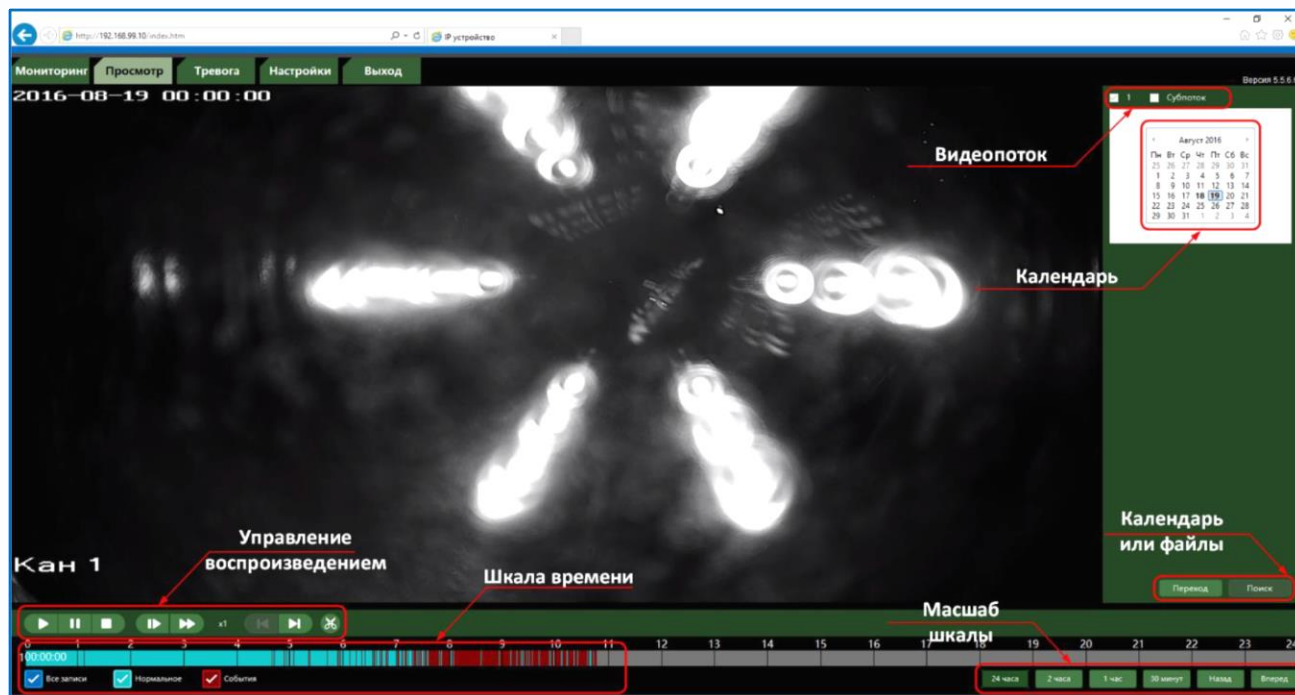 http://192.168.99.10/index.htm
IP устройство
Мониторинг Просмотр Тревога Настройки Выход
Версия 5.5.6.
2016-08-19 00:00:00
1 Субпоток
Видеопоток
Август 2016
Пн Вт Ср Чт Пт Сб Вс
25 26 27 28 29 30 31
1 2 3 4 5 6 7
8 9 10 11 12 13 14
15 16 17 18 19 20 21
22 23 24 25 26 27 28
29 30 31 1 2 3 4
Календарь
Календарь
или файлы
Управление
воспроизведением
Кан 1
Шкала времени
Переход Поиск
Масштаб
шкалы
x1
0 1 2 3 4 5 6 7 8 9 10 11 12 13 14 15 16 17 18 19 20 21 22 23 24
100:00:00
Все записи Нормальное События
24 часа 2 часа 1 час 30 минут Назад Вперед